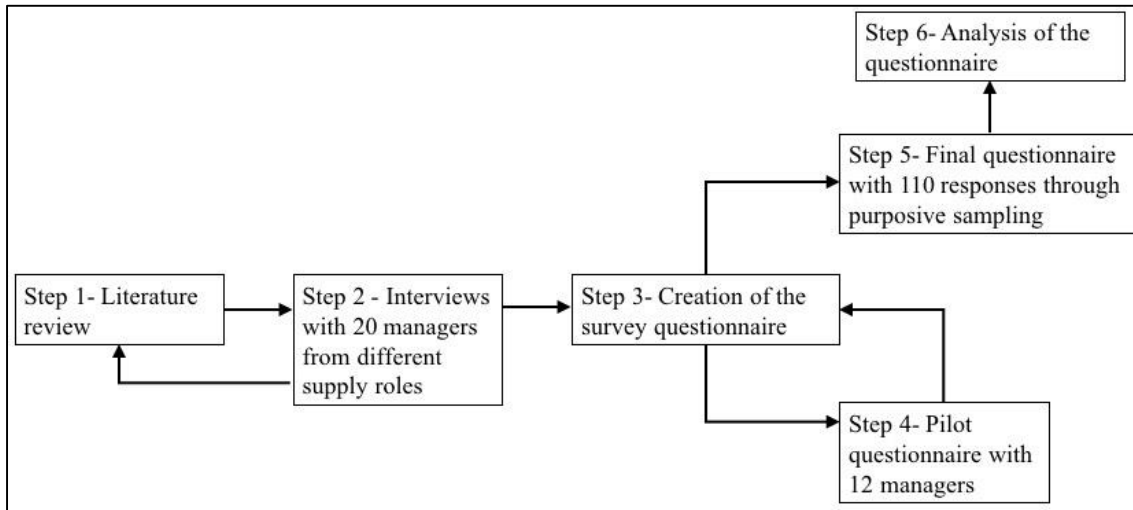 Step 6- Analysis of the
questionnaire
Step 5- Final questionnaire
with 110 responses through
purposive sampling
Step 1- Literature
review
Step 2 - Interviews
with 20 managers
from different
supply roles
Step 3- Creation of the
survey questionnaire
Step 4- Pilot
questionnaire with
12 managers